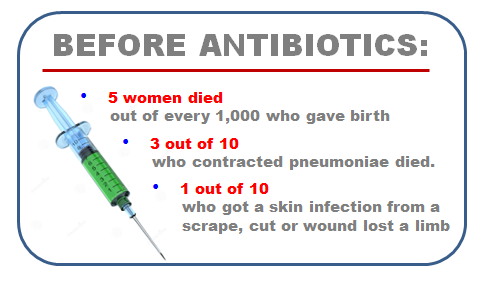 BEFORE ANTIBIOTICS:
• 5 women died
out of every 1,000 who gave birth
• 3 out of 10
who contracted pneumoniae died.
• 1 out of 10
who got a skin infection from a
scrape, cut or wound lost a limb